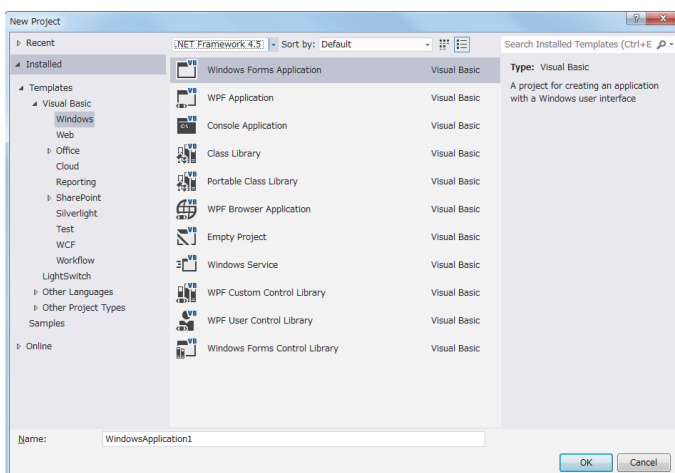 New Project
Recent
.NET Framework 4.5
Sort by: Default
Search Installed Templates (Ctrl+E
Installed
Templates
Visual Basic
Windows
Web
Office
Cloud
Reporting
SharePoint
Silverlight
Test
WCF
Workflow
LightSwitch
Other Languages
Other Project Types
Samples
Online
Windows Forms Application Visual Basic
WPF Application Visual Basic
Console Application Visual Basic
Class Library Visual Basic
Portable Class Library Visual Basic
WPF Browser Application Visual Basic
Empty Project Visual Basic
Windows Service Visual Basic
WPF Custom Control Library Visual Basic
WPF User Control Library Visual Basic
Windows Forms Control Library Visual Basic
Type: Visual Basic
A project for creating an application
with a Windows user interface
Name: WindowsApplication1
OK Cancel